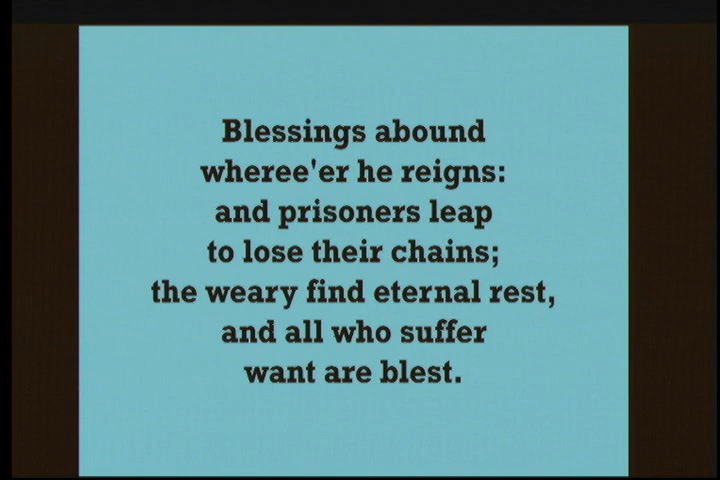 Blessings abound
wheree'er he reigns:
and prisoners leap
to lose their chains;
the weary find eternal rest,
and all who suffer
want are blest.